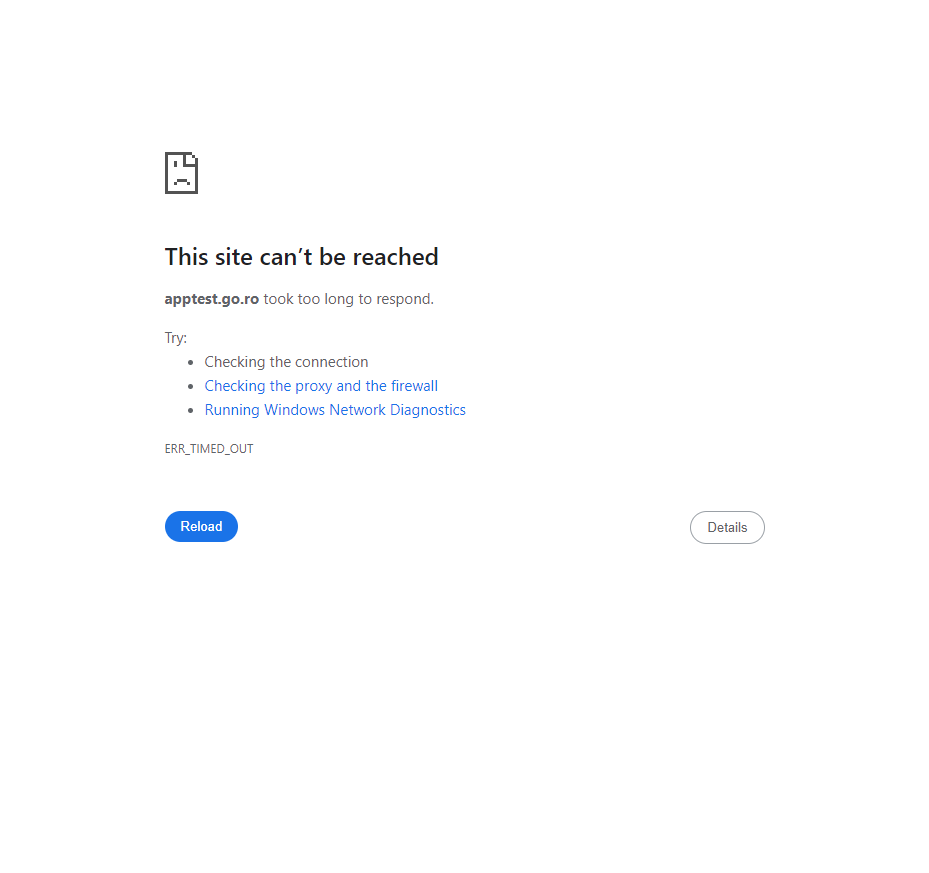 This site can’t be reached
apptest.go.ro took too long to respond.
Try:
Checking the connection
Checking the proxy and the firewall
Running Windows Network Diagnostics
ERR_TIMED_OUT
Reload
Details